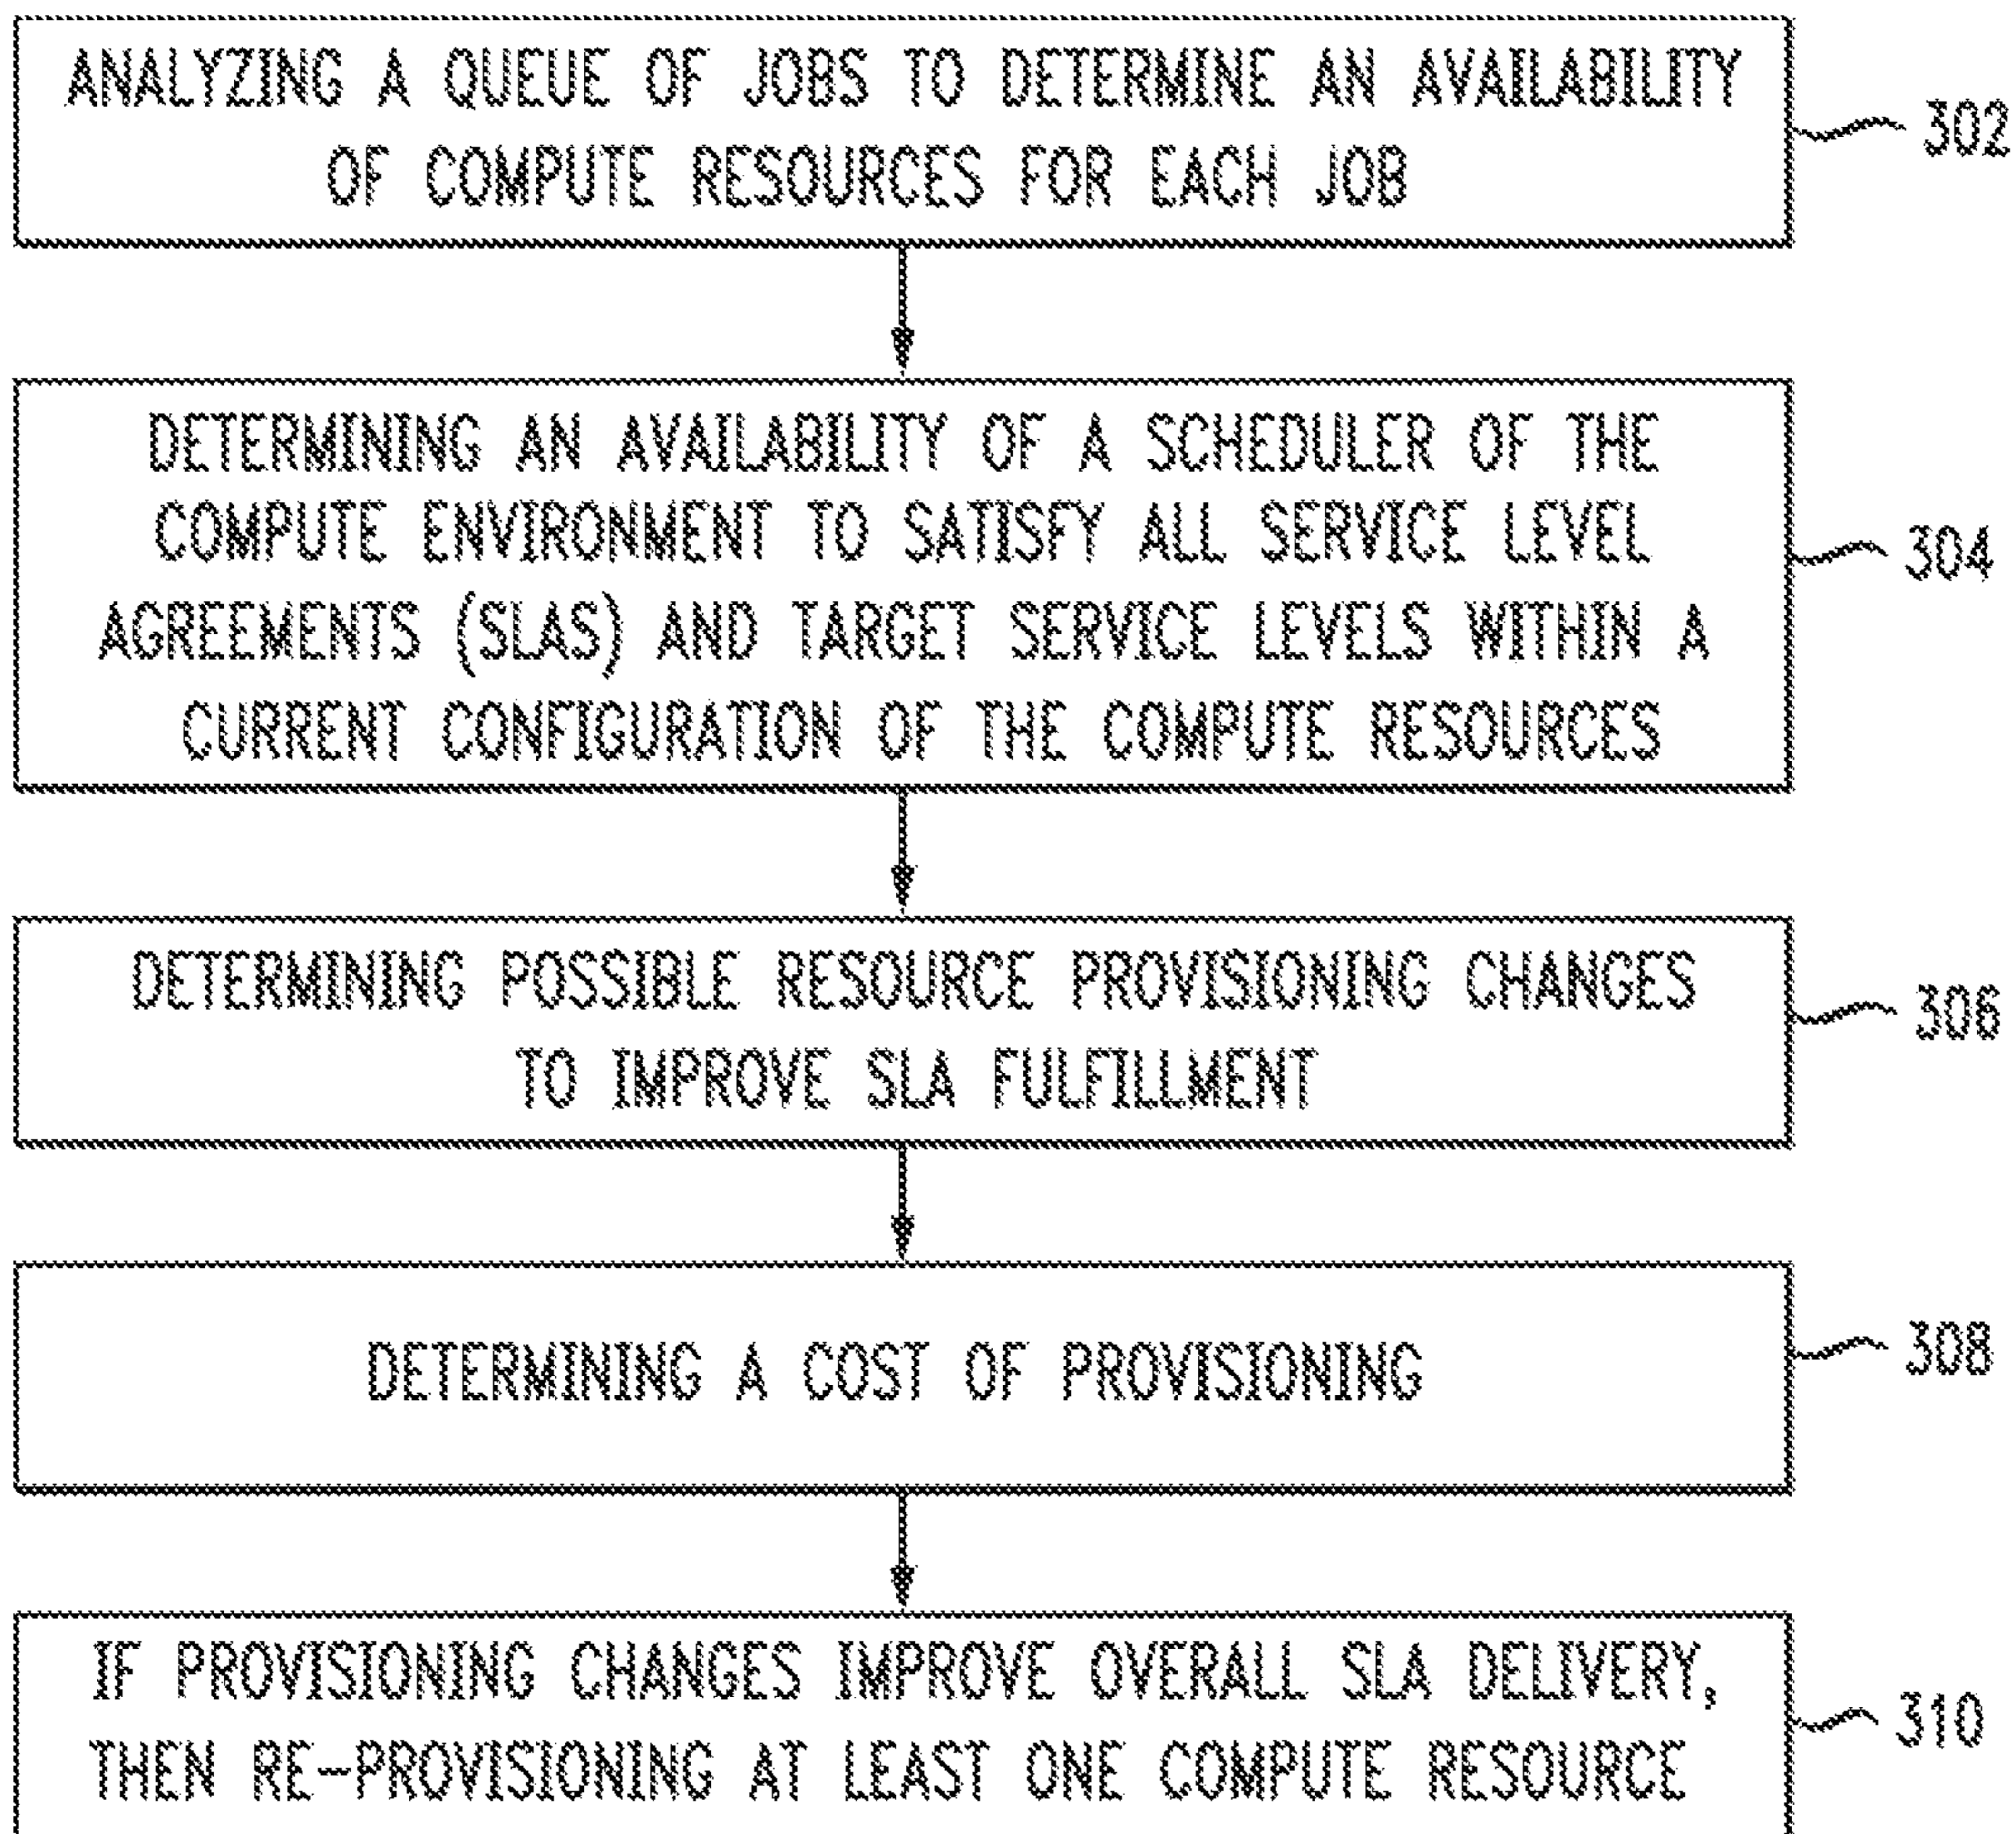 ANALYZING A QUEUE OF JOBS TO DETERMINE AN AVAILABILITY
OF COMPUTE RESOURCES FOR EACH JOB
302
DETERMINING AN AVAILABILITY OF A SCHEDULER OF THE
COMPUTE ENVIRONMENT TO SATISFY ALL SERVICE LEVEL
AGREEMENTS (SLAS) AND TARGET SERVICE LEVELS WITHIN A
CURRENT CONFIGURATION OF THE COMPUTE RESOURCES
304
DETERMINING POSSIBLE RESOURCE PROVISIONING CHANGES
TO IMPROVE SLA FULFILLMENT
306
DETERMINING A COST OF PROVISIONING
308
IF PROVISIONING CHANGES IMPROVE OVERALL SLA DELIVERY,
THEN RE-PROVISIONING AT LEAST ONE COMPUTE RESOURCE
310